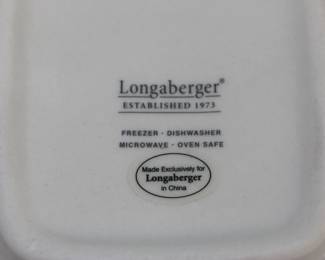 Longaberger®
ESTABLISHED 1973
FREEZER · DISHWASHER
MICROWAVE · OVEN SAFE
Made Exclusively for
Longaberger
in China